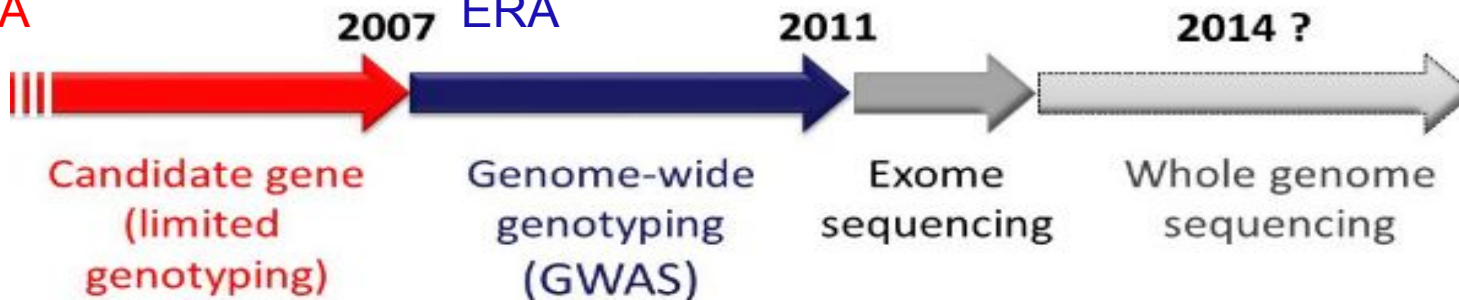 ERA
2007
2011
2014 ?
Candidate gene
(limited
genotyping)
Genome-wide
genotyping
(GWAS)
Exome
sequencing
Whole genome
sequencing